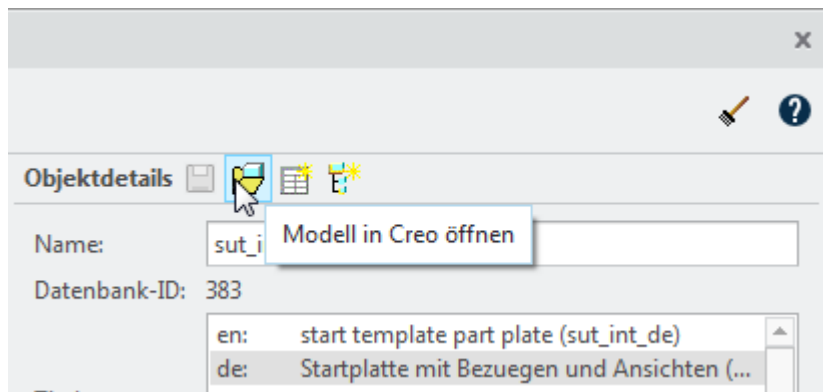 Objektdetails
Modell in Creo öffnen
Name: sut_i
Datenbank-ID: 383
en: start template part plate (sut_int_de)
de: Startplatte mit Bezuegen und Ansichten (...